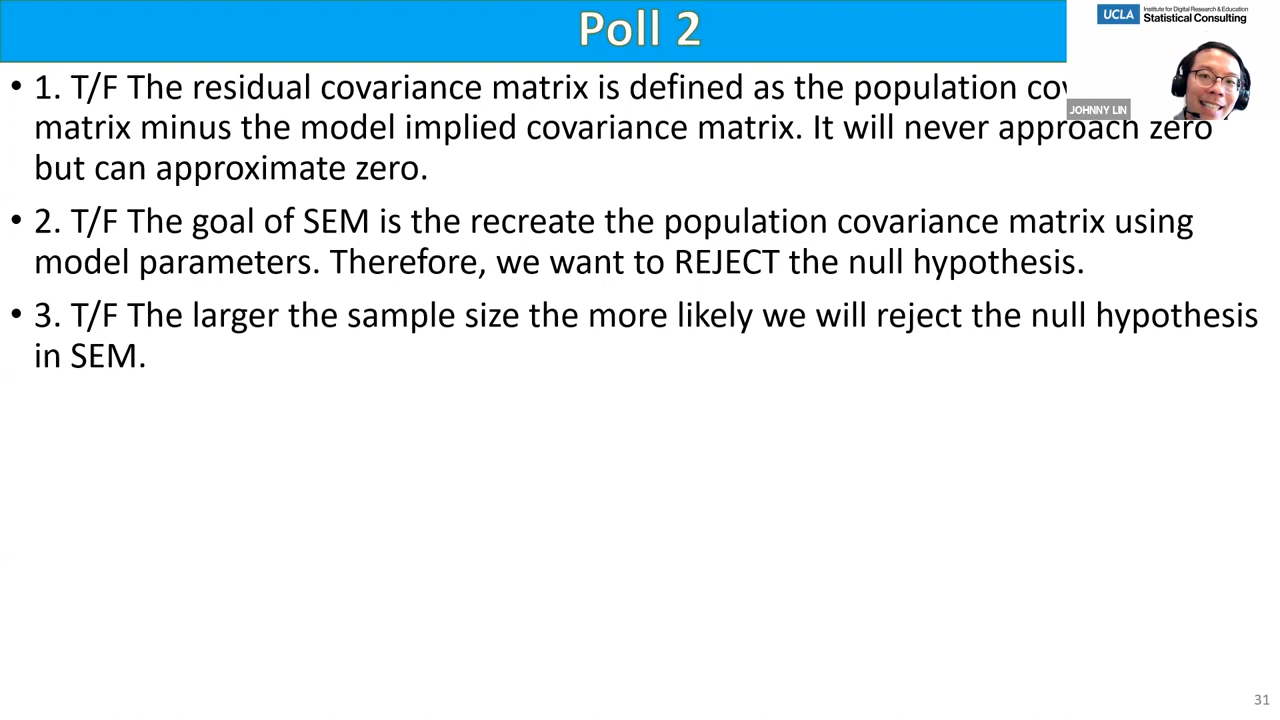 Poll 2
UCLA
Institute for Digital Research & Education
Statistical Consulting
JOHNNY LIN
• 1. T/F The residual covariance matrix is defined as the population
matrix minus the model implied covariance matrix. It will never approach zero
but can approximate zero.
• 2. T/F The goal of SEM is the recreate the population covariance matrix using
model parameters. Therefore, we want to REJECT the null hypothesis.
• 3. T/F The larger the sample size the more likely we will reject the null hypothesis
in SEM.
31